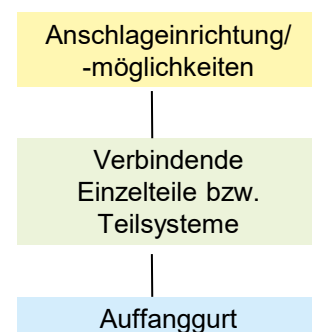 Anschlageinrichtung/
-möglichkeiten
Verbindende
Einzelteile bzw.
Teilsysteme
Auffanggurt